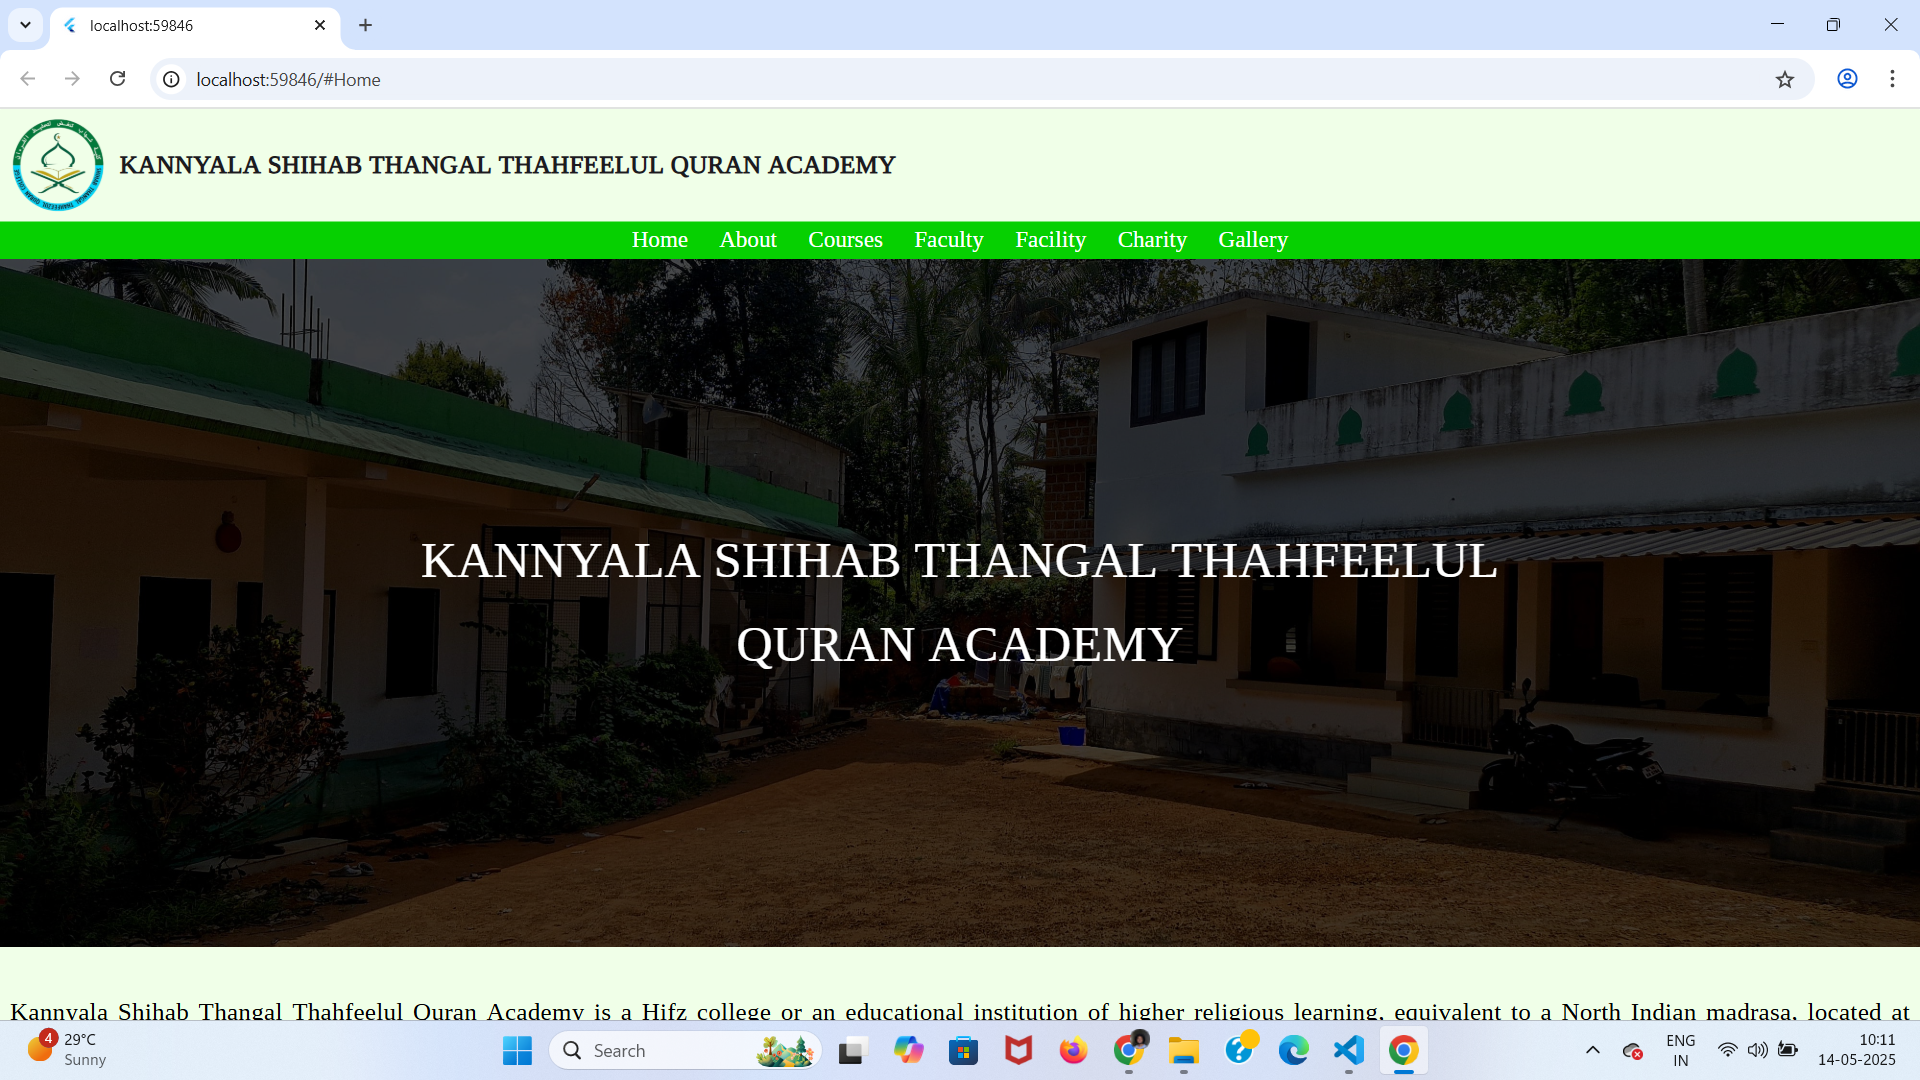 localhost:59846
localhost:59846/#Home
KANNYALA SHIHAB THANGAL THAHFEELUL QURAN ACADEMY
Home About Courses Faculty Facility Charity Gallery
KANNYALA SHIHAB THANGAL THAHFEELUL
QURAN ACADEMY
Kannyala Shihab Thangal Thahfeelul Quran Academy is a Hifz college or an educational institution of higher religious learning, equivalent to a North Indian madrasa, located at
4
29°C
Sunny
Search
ENG
IN
10:11
14-05-2025